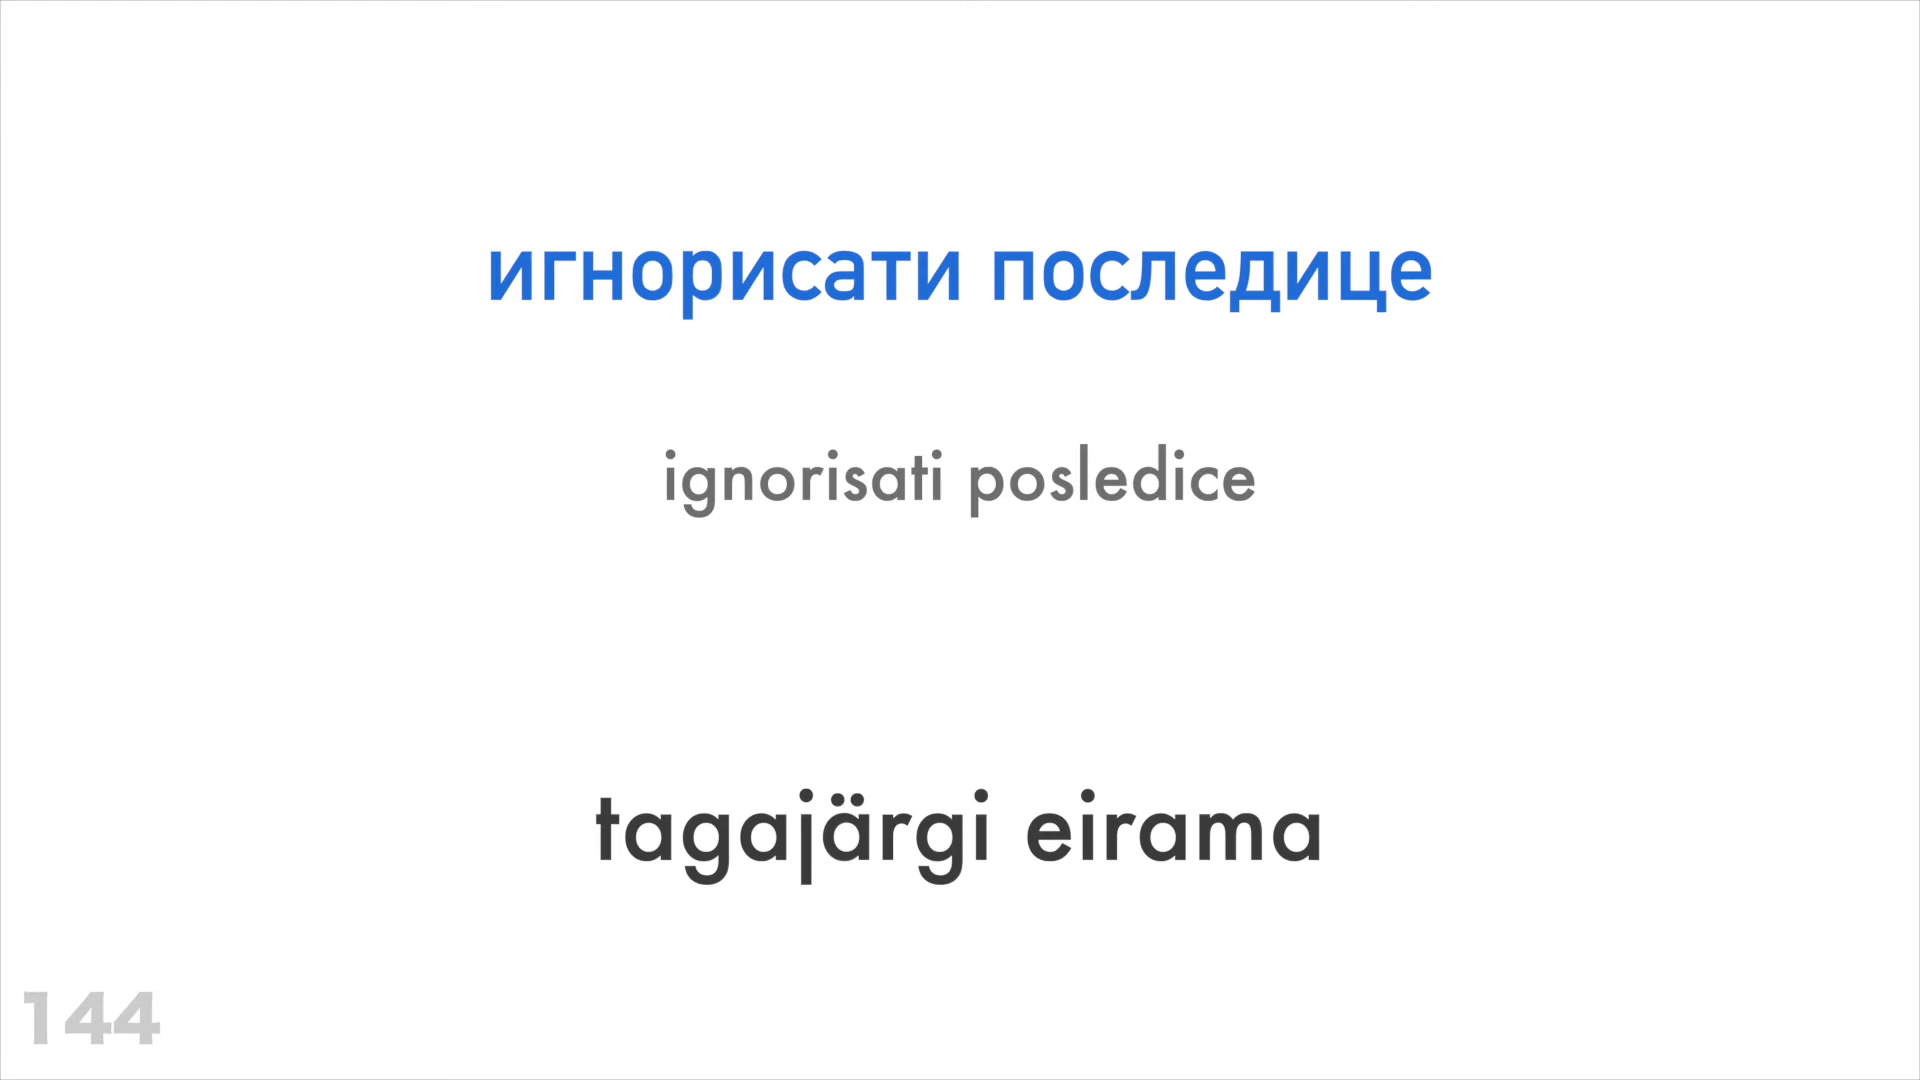 игнорисати последице
ignorisati posledice
tagajärgi eirama
144